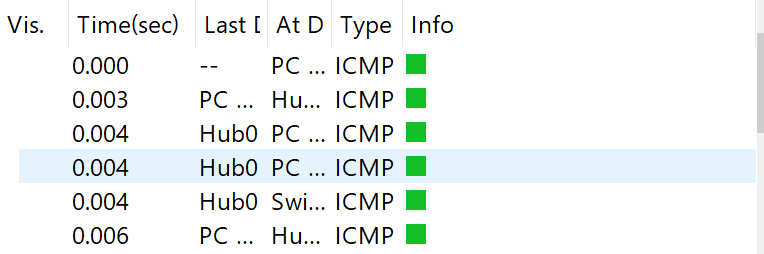 Vis. Time(sec) Last D At D Type Info
0.000 -- PC ... ICMP
0.003 PC ... Hu... ICMP
0.004 Hub0 PC ... ICMP
0.004 Hub0 PC ... ICMP
0.004 Hub0 Swi... ICMP
0.006 PC ... Hu... ICMP